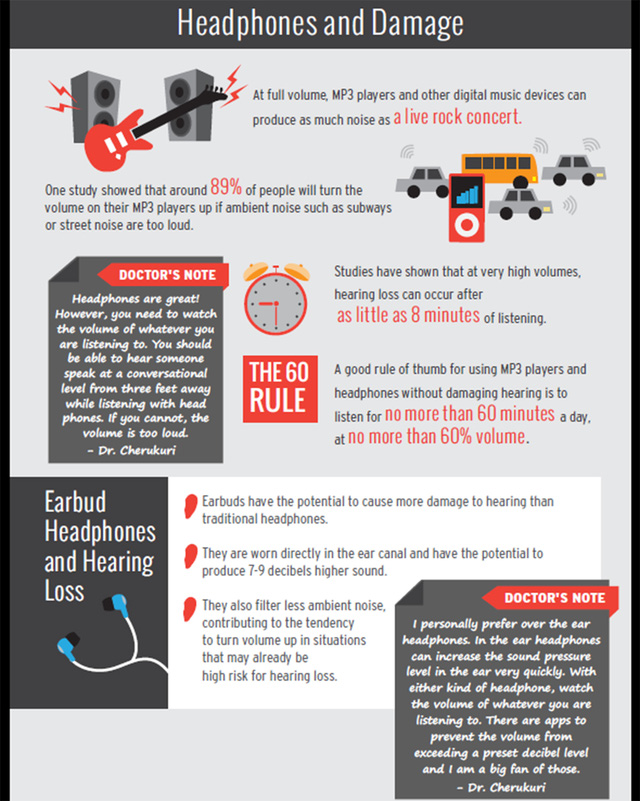 Headphones and Damage
At full volume, MP3 players and other digital music devices can
produce as much noise as a live rock concert.
One study showed that around 89% of people will turn the
volume on their MP3 players up if ambient noise such as subways
or street noise are too loud.
DOCTOR'S NOTE
Headphones are great!
However, you need to watch
the volume of whatever you
are listening to. You should
be able to hear someone
speak at a conversational
level from three feet away
while listening with head
phones. If you cannot, the
volume is too loud.
- Dr. Cherukuri
Studies have shown that at very high volumes,
hearing loss can occur after
as little as 8 minutes of listening.
THE 60
RULE
A good rule of thumb for using MP3 players and
headphones without damaging hearing is to
listen for no more than 60 minutes a day,
at no more than 60% volume.
Earbud
Headphones
and Hearing
Loss
Earbuds have the potential to cause more damage to hearing than
traditional headphones.
They are worn directly in the ear canal and have the potential to
produce 7-9 decibels higher sound.
They also filter less ambient noise,
contributing to the tendency
to turn volume up in situations
that may already be
high risk for hearing loss.
DOCTOR'S NOTE
I personally prefer over the ear
headphones. In the ear headphones
can increase the sound pressure
level in the ear very quickly. With
either kind of headphone, watch
the volume of whatever you are
listening to. There are apps to
prevent the volume from
exceeding a preset decibel level
and I am a big fan of those.
- Dr. Cherukuri